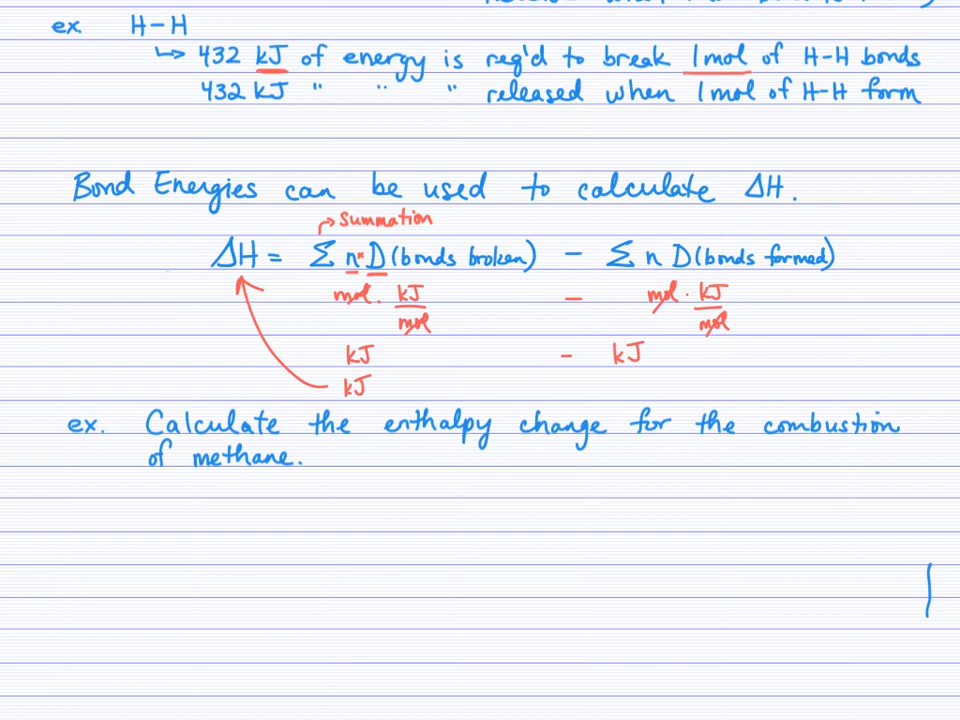 ex. H-H
↳ 432 kJ of energy is req'd to break 1 mol of H-H bonds
432 kJ " " " released when 1 mol of H-H form
Bond Energies can be used to calculate ΔH.
→ Summation
ΔH = Σ n·D (bonds broken) - Σ n D (bonds formed)
mol · kJ/mol - mol · kJ/mol
kJ - kJ
kJ
ex. Calculate the enthalpy change for the combustion
of methane.